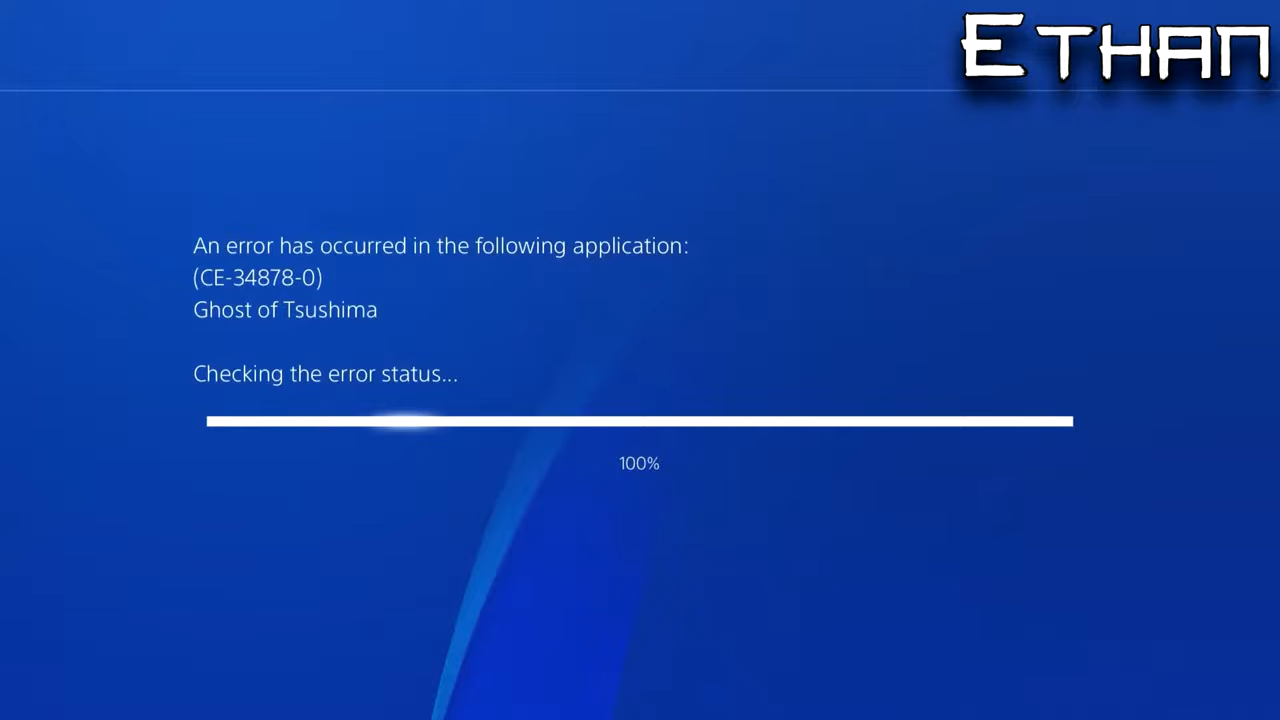 Ethan
An error has occurred in the following application:
(CE-34878-0)
Ghost of Tsushima
Checking the error status...
100%